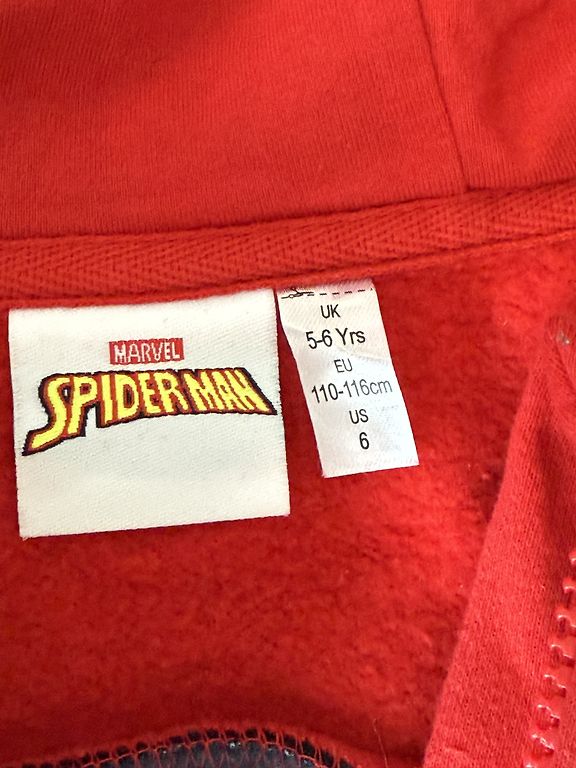 MARVEL
SPIDER-MAN
UK
5-6 Yrs
EU
110-116cm
US
6